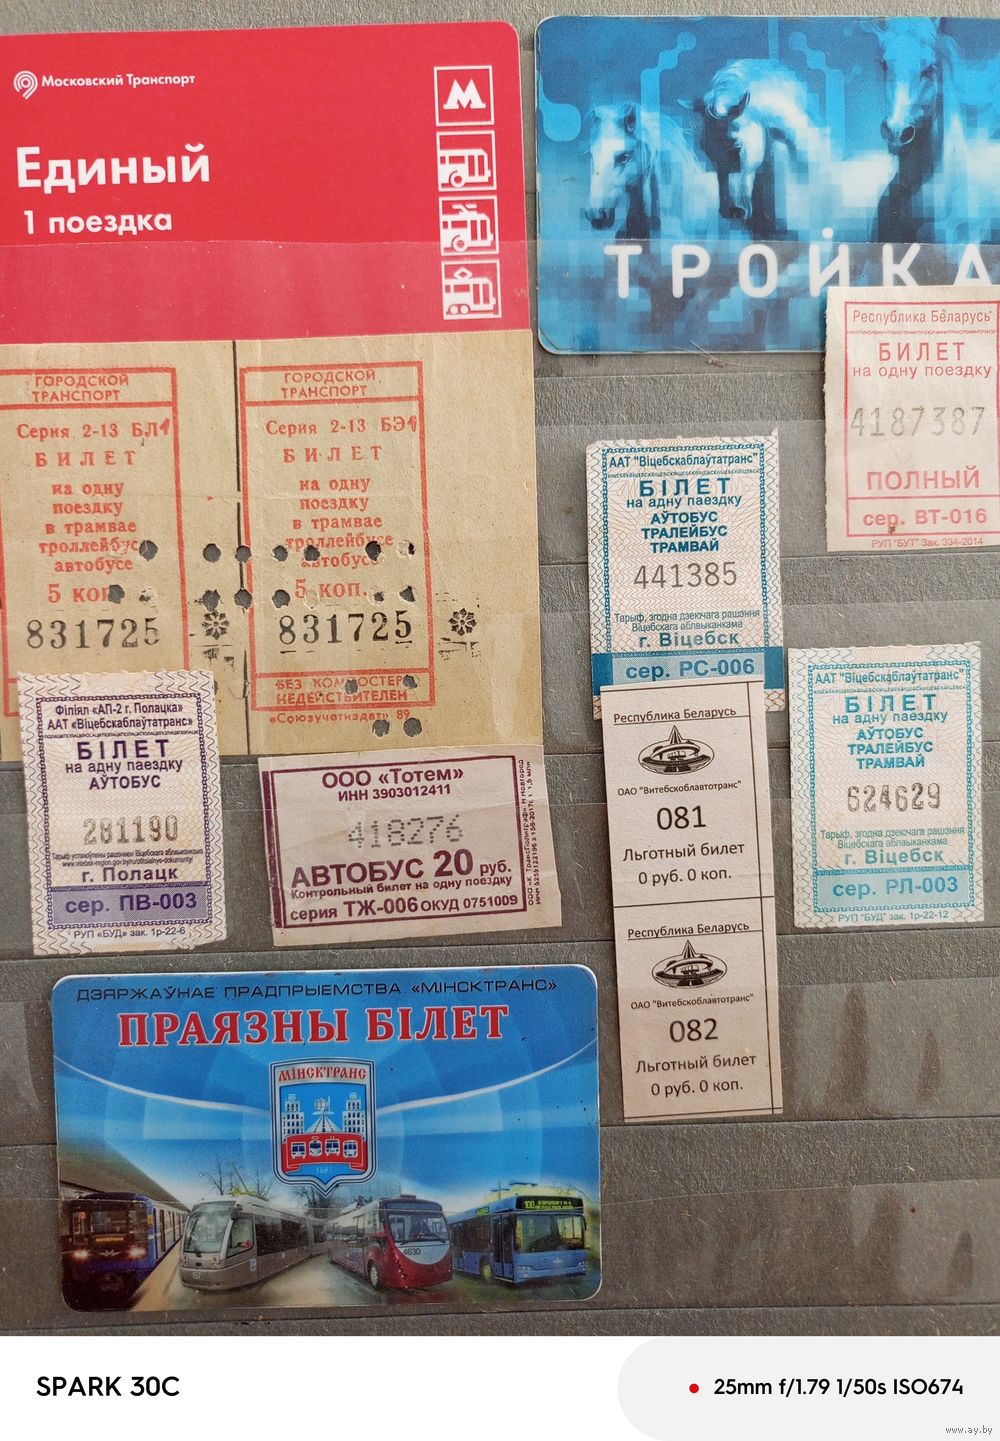 Московский Транспорт
Единый
1 поездка
М
ТРОЙКА
Республика Беларусь
БИЛЕТ
на одну поездку
4187387
ПОЛНЫЙ
сер. ВТ-016
РУП "БУТ" Зак. 334-2014
ГОРОДСКОЙ
ТРАНСПОРТ
Серия 2-13 БЛ1
БИЛЕТ
на одну
поездку
в трамвае
троллейбусе
автобусе
5 коп.
831725
ГОРОДСКОЙ
ТРАНСПОРТ
Серия 2-13 БЭ1
БИЛЕТ
на одну
поездку
в трамвае
троллейбусе
автобусе
5 коп.
831725
БЕЗ КОМПОСТЕРА
НЕДЕЙСТВИТЕЛЕН
«Союзучетиздат» 89
ААТ "Віцебскаблаўтатранс"
БІЛЕТ
на адну паездку
АЎТОБУС
ТРАЛЕЙБУС
ТРАМВАЙ
441385
Тарыф, згодна дзеючага рашэння
Віцебскага аблвыканкама
г. Віцебск
сер. РС-006
Філіял «АП-2 г. Полацка»
ААТ «Віцебскаблаўтатранс»
БІЛЕТ
на адну паездку
АЎТОБУС
281190
г. Полацк
сер. ПВ-003
РУП «БУД» зак. 1р-22-6
ООО «Тотем»
ИНН 3903012411
418276
АВТОБУС 20 руб.
Контрольный билет на одну поездку
серия ТЖ-006 ОКУД 0751009
Республика Беларусь
ОАО "Витебскоблавтотранс"
081
Льготный билет
0 руб. 0 коп.
Республика Беларусь
ОАО "Витебскоблавтотранс"
082
Льготный билет
0 руб. 0 коп.
ААТ "Віцебскаблаўтатранс"
БІЛЕТ
на адну паездку
АЎТОБУС
ТРАЛЕЙБУС
ТРАМВАЙ
624629
Тарыф, згодна дзеючага рашэння
Віцебскага аблвыканкама
г. Віцебск
сер. РЛ-003
РУП "БУД" зак. 1р-22-12
ДЗЯРЖАЎНАЕ ПРАДПРЫЕМСТВА «МІНСКТРАНС»
ПРАЯЗНЫ БІЛЕТ
МІНСКТРАНС
4630
100
SPARK 30C
25mm f/1.79 1/50s ISO674
www.ay.by